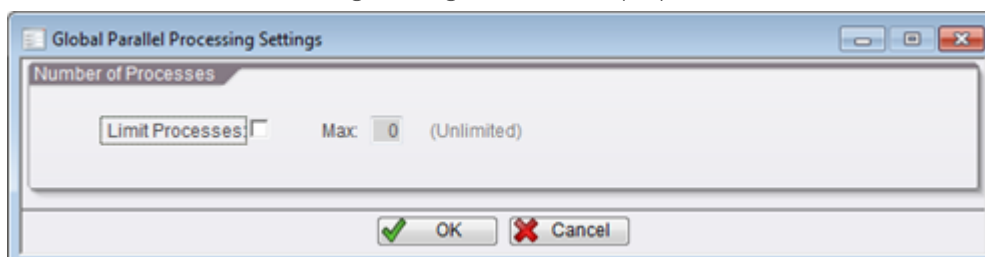 Global Parallel Processing Settings
Number of Processes
Limit Processes: Max: 0 (Unlimited)
OK Cancel